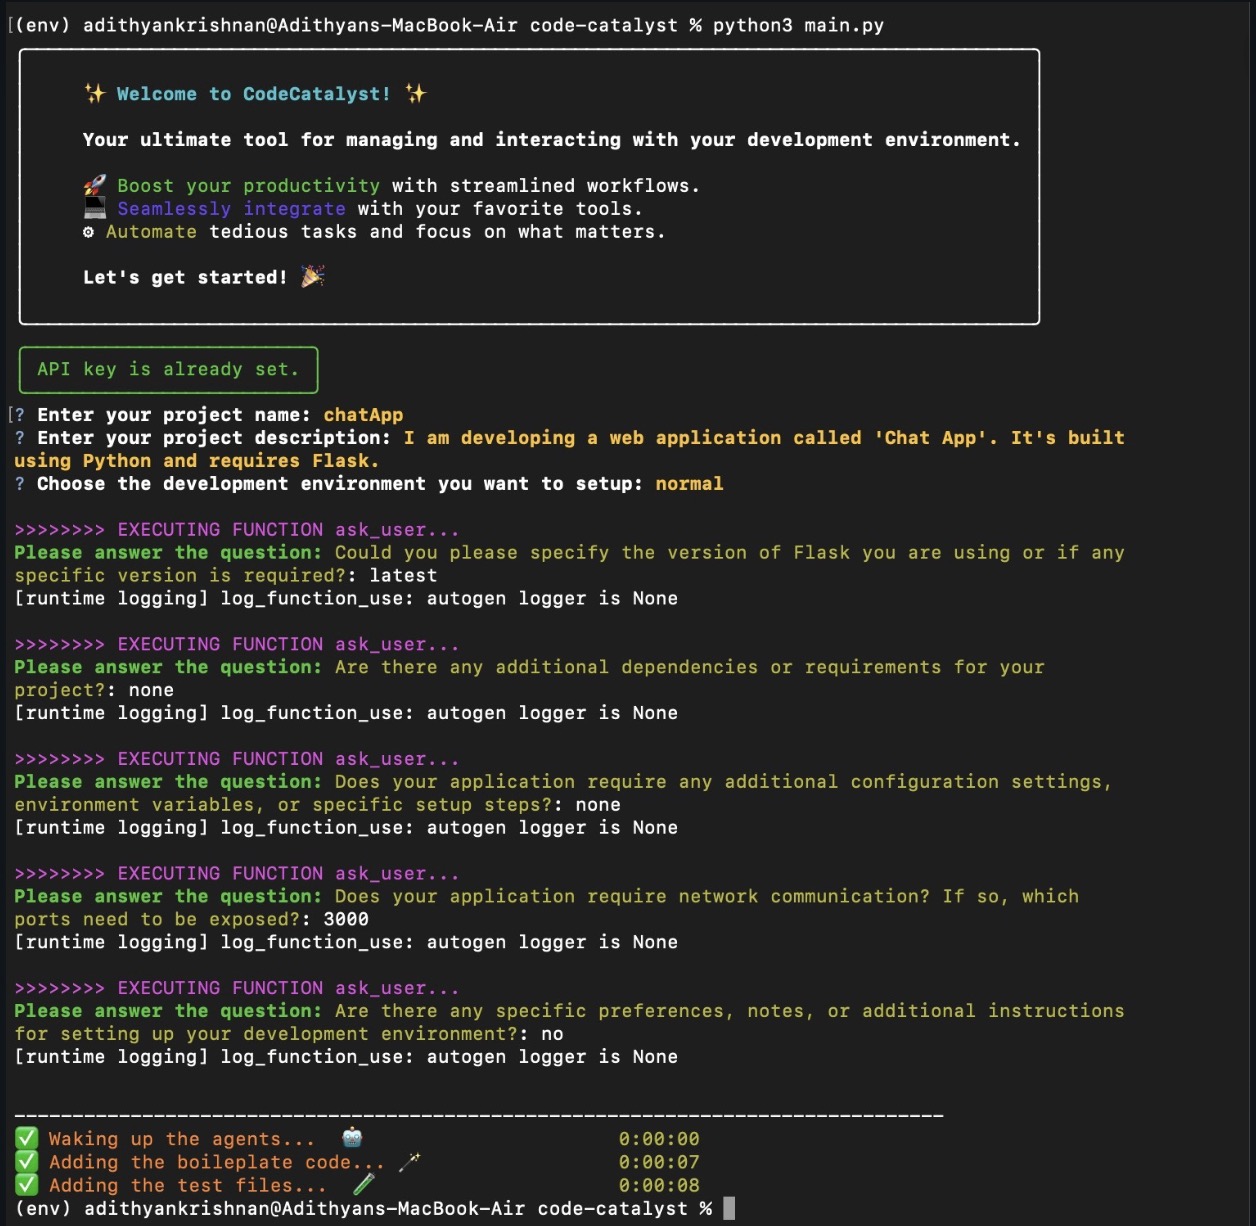 [(env) adithyankrishnan@Adithyans-MacBook-Air code-catalyst % python3 main.py
✨ Welcome to CodeCatalyst! ✨
Your ultimate tool for managing and interacting with your development environment.
🚀 Boost your productivity with streamlined workflows.
💻 Seamlessly integrate with your favorite tools.
⚙ Automate tedious tasks and focus on what matters.
Let's get started! 🎉
API key is already set.
[? Enter your project name: chatApp
? Enter your project description: I am developing a web application called 'Chat App'. It's built
using Python and requires Flask.
? Choose the development environment you want to setup: normal
>>>>>>>> EXECUTING FUNCTION ask_user...
Please answer the question: Could you please specify the version of Flask you are using or if any
specific version is required?: latest
[runtime logging] log_function_use: autogen logger is None
>>>>>>>> EXECUTING FUNCTION ask_user...
Please answer the question: Are there any additional dependencies or requirements for your
project?: none
[runtime logging] log_function_use: autogen logger is None
>>>>>>>> EXECUTING FUNCTION ask_user...
Please answer the question: Does your application require any additional configuration settings,
environment variables, or specific setup steps?: none
[runtime logging] log_function_use: autogen logger is None
>>>>>>>> EXECUTING FUNCTION ask_user...
Please answer the question: Does your application require network communication? If so, which
ports need to be exposed?: 3000
[runtime logging] log_function_use: autogen logger is None
>>>>>>>> EXECUTING FUNCTION ask_user...
Please answer the question: Are there any specific preferences, notes, or additional instructions
for setting up your development environment?: no
[runtime logging] log_function_use: autogen logger is None
_________________________________________________________________________________
✅ Waking up the agents... 🤖 0:00:00
✅ Adding the boileplate code... 🪄 0:00:07
✅ Adding the test files... 🧪 0:00:08
(env) adithyankrishnan@Adithyans-MacBook-Air code-catalyst %